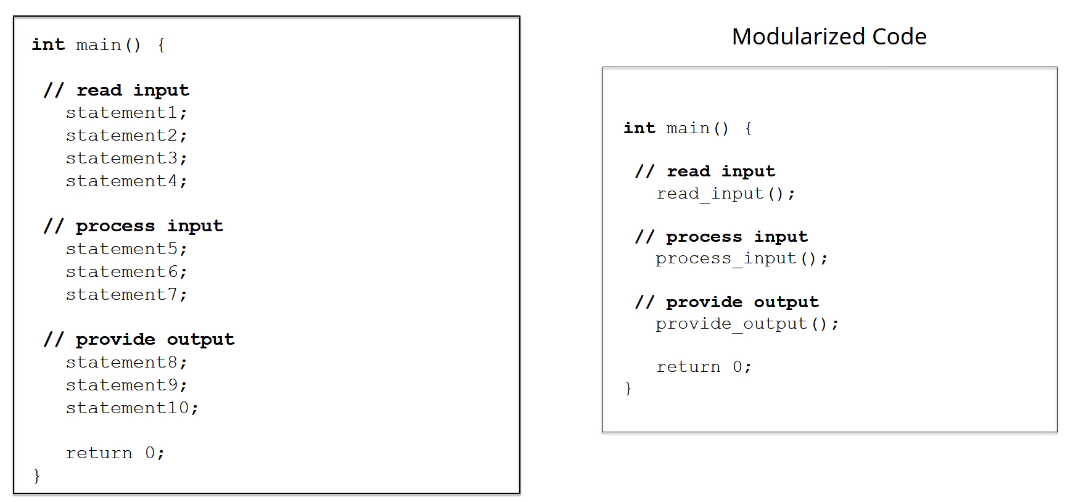 int main() {
// read input
statement1;
statement2;
statement3;
statement4;
// process input
statement5;
statement6;
statement7;
// provide output
statement8;
statement9;
statement10;
return 0;
}
Modularized Code
int main() {
// read input
read_input();
// process input
process_input();
// provide output
provide_output();
return 0;
}